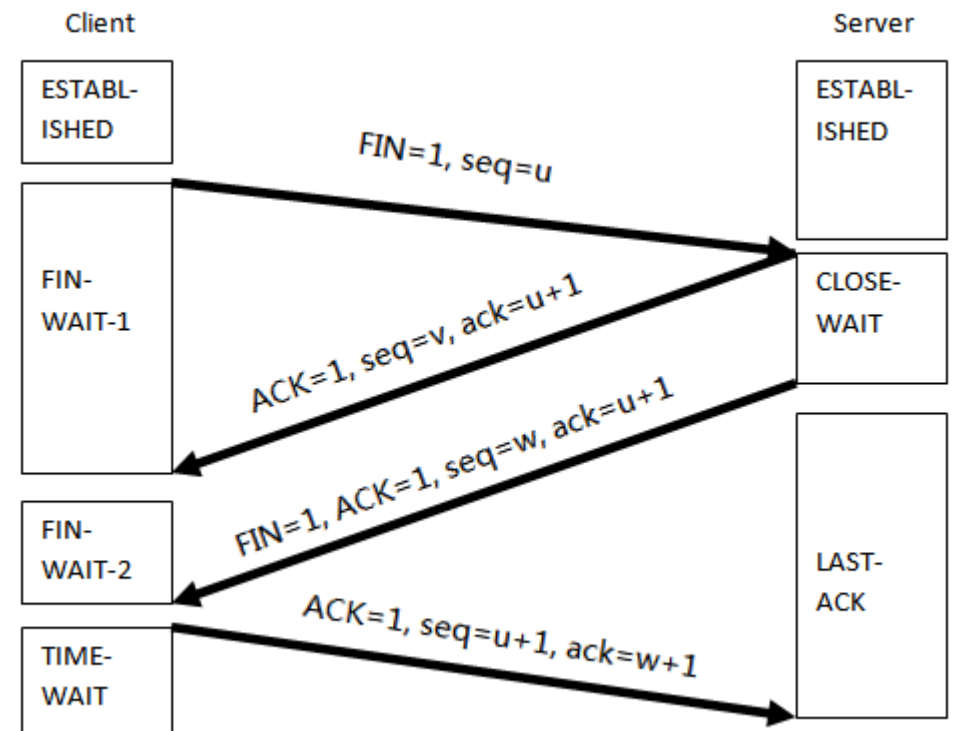 Client
Server
ESTABL-
ISHED
ESTABL-
ISHED
FIN=1, seq=u
FIN-
WAIT-1
CLOSE-
WAIT
ACK=1, seq=v, ack=u+1
FIN=1, ACK=1, seq=w, ack=u+1
FIN-
WAIT-2
LAST-
ACK
ACK=1, seq=u+1, ack=w+1
TIME-
WAIT